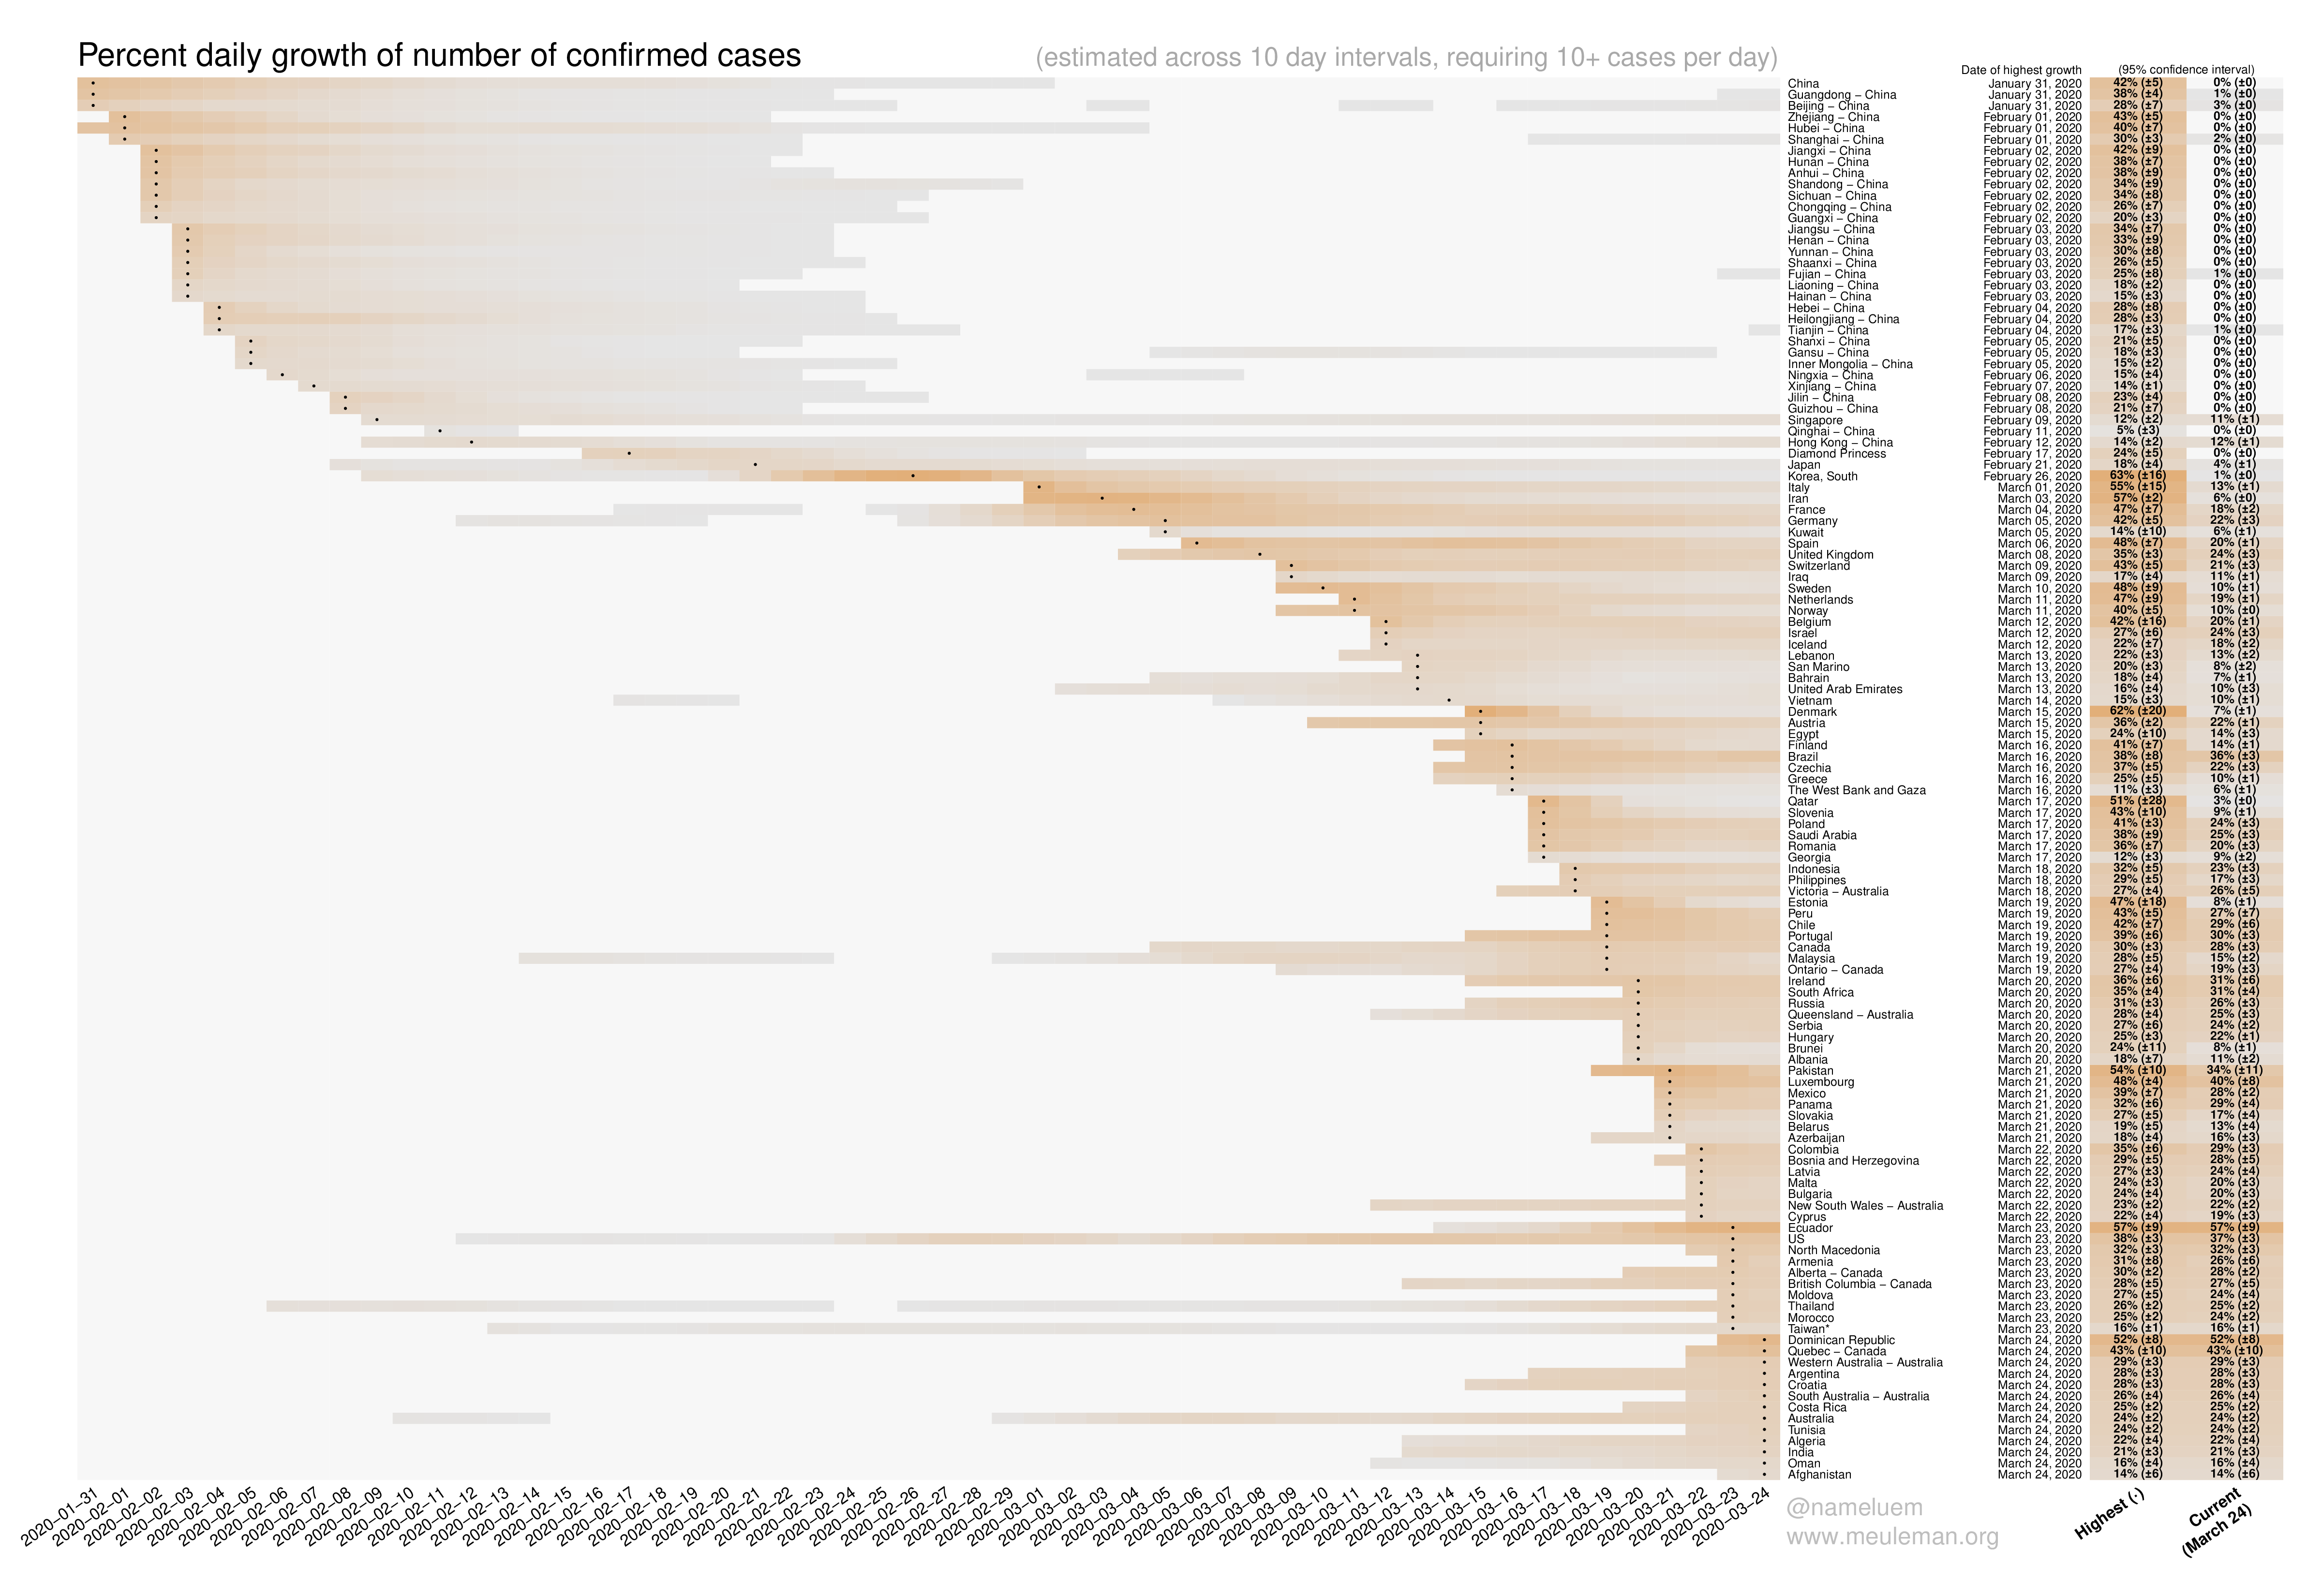 Percent daily growth of number of confirmed cases (estimated across 10 day intervals, requiring 10+ cases per day)
Date of highest growth (95% confidence interval)
China January 31, 2020 42% (±5) 0% (±0)
Guangdong − China January 31, 2020 38% (±4) 1% (±0)
Beijing − China January 31, 2020 28% (±7) 3% (±0)
Zhejiang − China February 01, 2020 43% (±5) 0% (±0)
Hubei − China February 01, 2020 40% (±7) 0% (±0)
Shanghai − China February 01, 2020 30% (±3) 2% (±0)
Jiangxi − China February 02, 2020 42% (±9) 0% (±0)
Hunan − China February 02, 2020 38% (±7) 0% (±0)
Anhui − China February 02, 2020 38% (±9) 0% (±0)
Shandong − China February 02, 2020 34% (±9) 0% (±0)
Sichuan − China February 02, 2020 34% (±8) 0% (±0)
Chongqing − China February 02, 2020 26% (±7) 0% (±0)
Guangxi − China February 02, 2020 20% (±3) 0% (±0)
Jiangsu − China February 03, 2020 34% (±7) 0% (±0)
Henan − China February 03, 2020 33% (±9) 0% (±0)
Yunnan − China February 03, 2020 30% (±8) 0% (±0)
Shaanxi − China February 03, 2020 26% (±5) 0% (±0)
Fujian − China February 03, 2020 25% (±8) 1% (±0)
Liaoning − China February 03, 2020 18% (±2) 0% (±0)
Hainan − China February 03, 2020 15% (±3) 0% (±0)
Hebei − China February 04, 2020 28% (±8) 0% (±0)
Heilongjiang − China February 04, 2020 28% (±3) 0% (±0)
Tianjin − China February 04, 2020 17% (±3) 1% (±0)
Shanxi − China February 05, 2020 21% (±5) 0% (±0)
Gansu − China February 05, 2020 18% (±3) 0% (±0)
Inner Mongolia − China February 05, 2020 15% (±2) 0% (±0)
Ningxia − China February 06, 2020 15% (±4) 0% (±0)
Xinjiang − China February 07, 2020 14% (±1) 0% (±0)
Jilin − China February 08, 2020 23% (±4) 0% (±0)
Guizhou − China February 08, 2020 21% (±7) 0% (±0)
Singapore February 09, 2020 12% (±2) 11% (±1)
Qinghai − China February 11, 2020 5% (±3) 0% (±0)
Hong Kong − China February 12, 2020 14% (±2) 12% (±1)
Diamond Princess February 17, 2020 24% (±5) 0% (±0)
Japan February 21, 2020 18% (±4) 4% (±1)
Korea, South February 26, 2020 63% (±16) 1% (±0)
Italy March 01, 2020 55% (±15) 13% (±1)
Iran March 03, 2020 57% (±2) 6% (±0)
France March 04, 2020 47% (±7) 18% (±2)
Germany March 05, 2020 42% (±5) 22% (±3)
Kuwait March 05, 2020 14% (±10) 6% (±1)
Spain March 06, 2020 48% (±7) 20% (±1)
United Kingdom March 08, 2020 35% (±3) 24% (±3)
Switzerland March 09, 2020 43% (±5) 21% (±3)
Iraq March 09, 2020 17% (±4) 11% (±1)
Sweden March 10, 2020 48% (±9) 10% (±1)
Netherlands March 11, 2020 47% (±9) 19% (±1)
Norway March 11, 2020 40% (±5) 10% (±0)
Belgium March 12, 2020 42% (±16) 20% (±1)
Israel March 12, 2020 27% (±6) 24% (±3)
Iceland March 12, 2020 22% (±7) 18% (±2)
Lebanon March 13, 2020 22% (±3) 13% (±2)
San Marino March 13, 2020 20% (±3) 8% (±2)
Bahrain March 13, 2020 18% (±4) 7% (±1)
United Arab Emirates March 13, 2020 16% (±4) 10% (±3)
Vietnam March 14, 2020 15% (±3) 10% (±1)
Denmark March 15, 2020 62% (±20) 7% (±1)
Austria March 15, 2020 36% (±2) 22% (±1)
Egypt March 15, 2020 24% (±10) 14% (±3)
Finland March 16, 2020 41% (±7) 14% (±1)
Brazil March 16, 2020 38% (±8) 36% (±3)
Czechia March 16, 2020 37% (±5) 22% (±3)
Greece March 16, 2020 25% (±5) 10% (±1)
The West Bank and Gaza March 16, 2020 11% (±3) 6% (±1)
Qatar March 17, 2020 51% (±28) 3% (±0)
Slovenia March 17, 2020 43% (±10) 9% (±1)
Poland March 17, 2020 41% (±3) 24% (±3)
Saudi Arabia March 17, 2020 38% (±9) 25% (±3)
Romania March 17, 2020 36% (±7) 20% (±3)
Georgia March 17, 2020 12% (±3) 9% (±2)
Indonesia March 18, 2020 32% (±5) 23% (±3)
Philippines March 18, 2020 29% (±5) 17% (±3)
Victoria − Australia March 18, 2020 27% (±4) 26% (±5)
Estonia March 19, 2020 47% (±18) 8% (±1)
Peru March 19, 2020 43% (±5) 27% (±7)
Chile March 19, 2020 42% (±7) 29% (±6)
Portugal March 19, 2020 39% (±6) 30% (±3)
Canada March 19, 2020 30% (±3) 28% (±3)
Malaysia March 19, 2020 28% (±5) 15% (±2)
Ontario − Canada March 19, 2020 27% (±4) 19% (±3)
Ireland March 20, 2020 36% (±6) 31% (±6)
South Africa March 20, 2020 35% (±4) 31% (±4)
Russia March 20, 2020 31% (±3) 26% (±3)
Queensland − Australia March 20, 2020 28% (±4) 25% (±3)
Serbia March 20, 2020 27% (±6) 24% (±2)
Hungary March 20, 2020 25% (±3) 22% (±1)
Brunei March 20, 2020 24% (±11) 8% (±1)
Albania March 20, 2020 18% (±7) 11% (±2)
Pakistan March 21, 2020 54% (±10) 34% (±11)
Luxembourg March 21, 2020 48% (±4) 40% (±8)
Mexico March 21, 2020 39% (±7) 28% (±2)
Panama March 21, 2020 32% (±6) 29% (±4)
Slovakia March 21, 2020 27% (±5) 17% (±4)
Belarus March 21, 2020 19% (±5) 13% (±4)
Azerbaijan March 21, 2020 18% (±4) 16% (±3)
Colombia March 22, 2020 35% (±6) 29% (±3)
Bosnia and Herzegovina March 22, 2020 29% (±5) 28% (±5)
Latvia March 22, 2020 27% (±3) 24% (±4)
Malta March 22, 2020 24% (±3) 20% (±3)
Bulgaria March 22, 2020 24% (±4) 20% (±3)
New South Wales − Australia March 22, 2020 23% (±2) 22% (±2)
Cyprus March 22, 2020 22% (±4) 19% (±3)
Ecuador March 23, 2020 57% (±9) 57% (±9)
US March 23, 2020 38% (±3) 37% (±3)
North Macedonia March 23, 2020 32% (±3) 32% (±3)
Armenia March 23, 2020 31% (±8) 26% (±6)
Alberta − Canada March 23, 2020 30% (±2) 28% (±2)
British Columbia − Canada March 23, 2020 28% (±5) 27% (±5)
Moldova March 23, 2020 27% (±5) 24% (±4)
Thailand March 23, 2020 26% (±2) 25% (±2)
Morocco March 23, 2020 25% (±2) 24% (±2)
Taiwan* March 23, 2020 16% (±1) 16% (±1)
Dominican Republic March 24, 2020 52% (±8) 52% (±8)
Quebec − Canada March 24, 2020 43% (±10) 43% (±10)
Western Australia − Australia March 24, 2020 29% (±3) 29% (±3)
Argentina March 24, 2020 28% (±3) 28% (±3)
Croatia March 24, 2020 28% (±3) 28% (±3)
South Australia − Australia March 24, 2020 26% (±4) 26% (±4)
Costa Rica March 24, 2020 25% (±2) 25% (±2)
Australia March 24, 2020 24% (±2) 24% (±2)
Tunisia March 24, 2020 24% (±2) 24% (±2)
Algeria March 24, 2020 22% (±4) 22% (±4)
India March 24, 2020 21% (±3) 21% (±3)
Oman March 24, 2020 16% (±4) 16% (±4)
Afghanistan March 24, 2020 14% (±6) 14% (±6)
2020−01−31
2020−02−01
2020−02−02
2020−02−03
2020−02−04
2020−02−05
2020−02−06
2020−02−07
2020−02−08
2020−02−09
2020−02−10
2020−02−11
2020−02−12
2020−02−13
2020−02−14
2020−02−15
2020−02−16
2020−02−17
2020−02−18
2020−02−19
2020−02−20
2020−02−21
2020−02−22
2020−02−23
2020−02−24
2020−02−25
2020−02−26
2020−02−27
2020−02−28
2020−02−29
2020−03−01
2020−03−02
2020−03−03
2020−03−04
2020−03−05
2020−03−06
2020−03−07
2020−03−08
2020−03−09
2020−03−10
2020−03−11
2020−03−12
2020−03−13
2020−03−14
2020−03−15
2020−03−16
2020−03−17
2020−03−18
2020−03−19
2020−03−20
2020−03−21
2020−03−22
2020−03−23
2020−03−24
@nameluem
www.meuleman.org
Highest (·)
Current
(March 24)